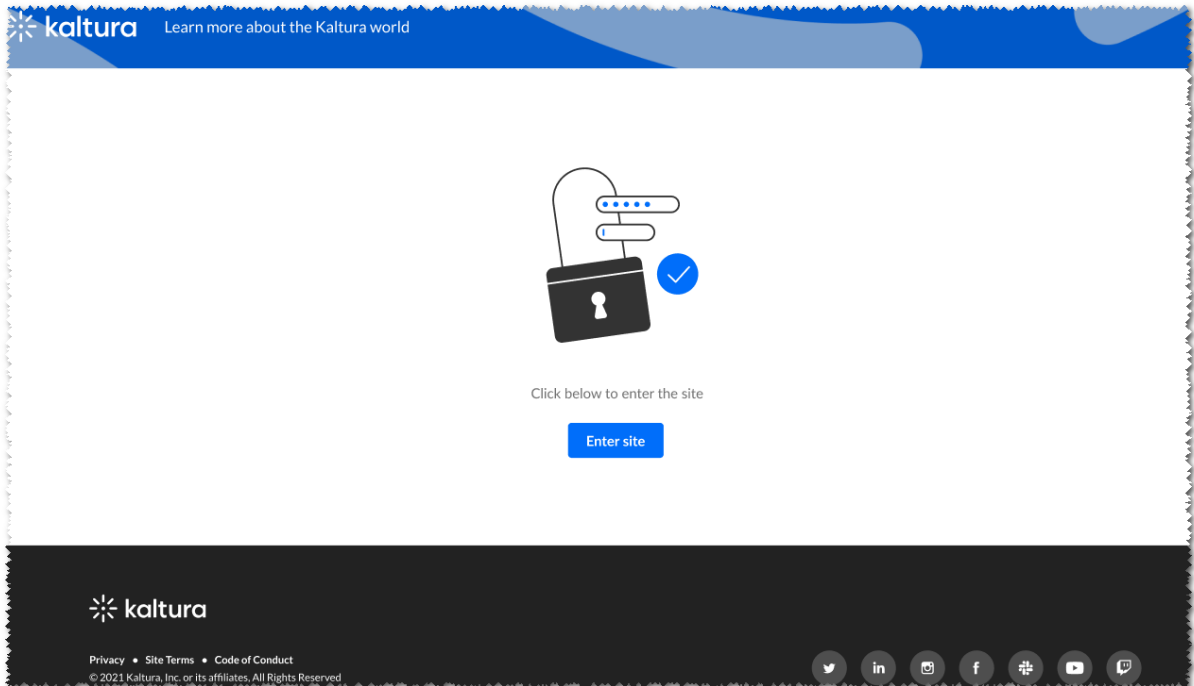 kaltura Learn more about the Kaltura world
Click below to enter the site
Enter site
kaltura
Privacy • Site Terms • Code of Conduct
© 2021 Kaltura, Inc. or its affiliates, All Rights Reserved